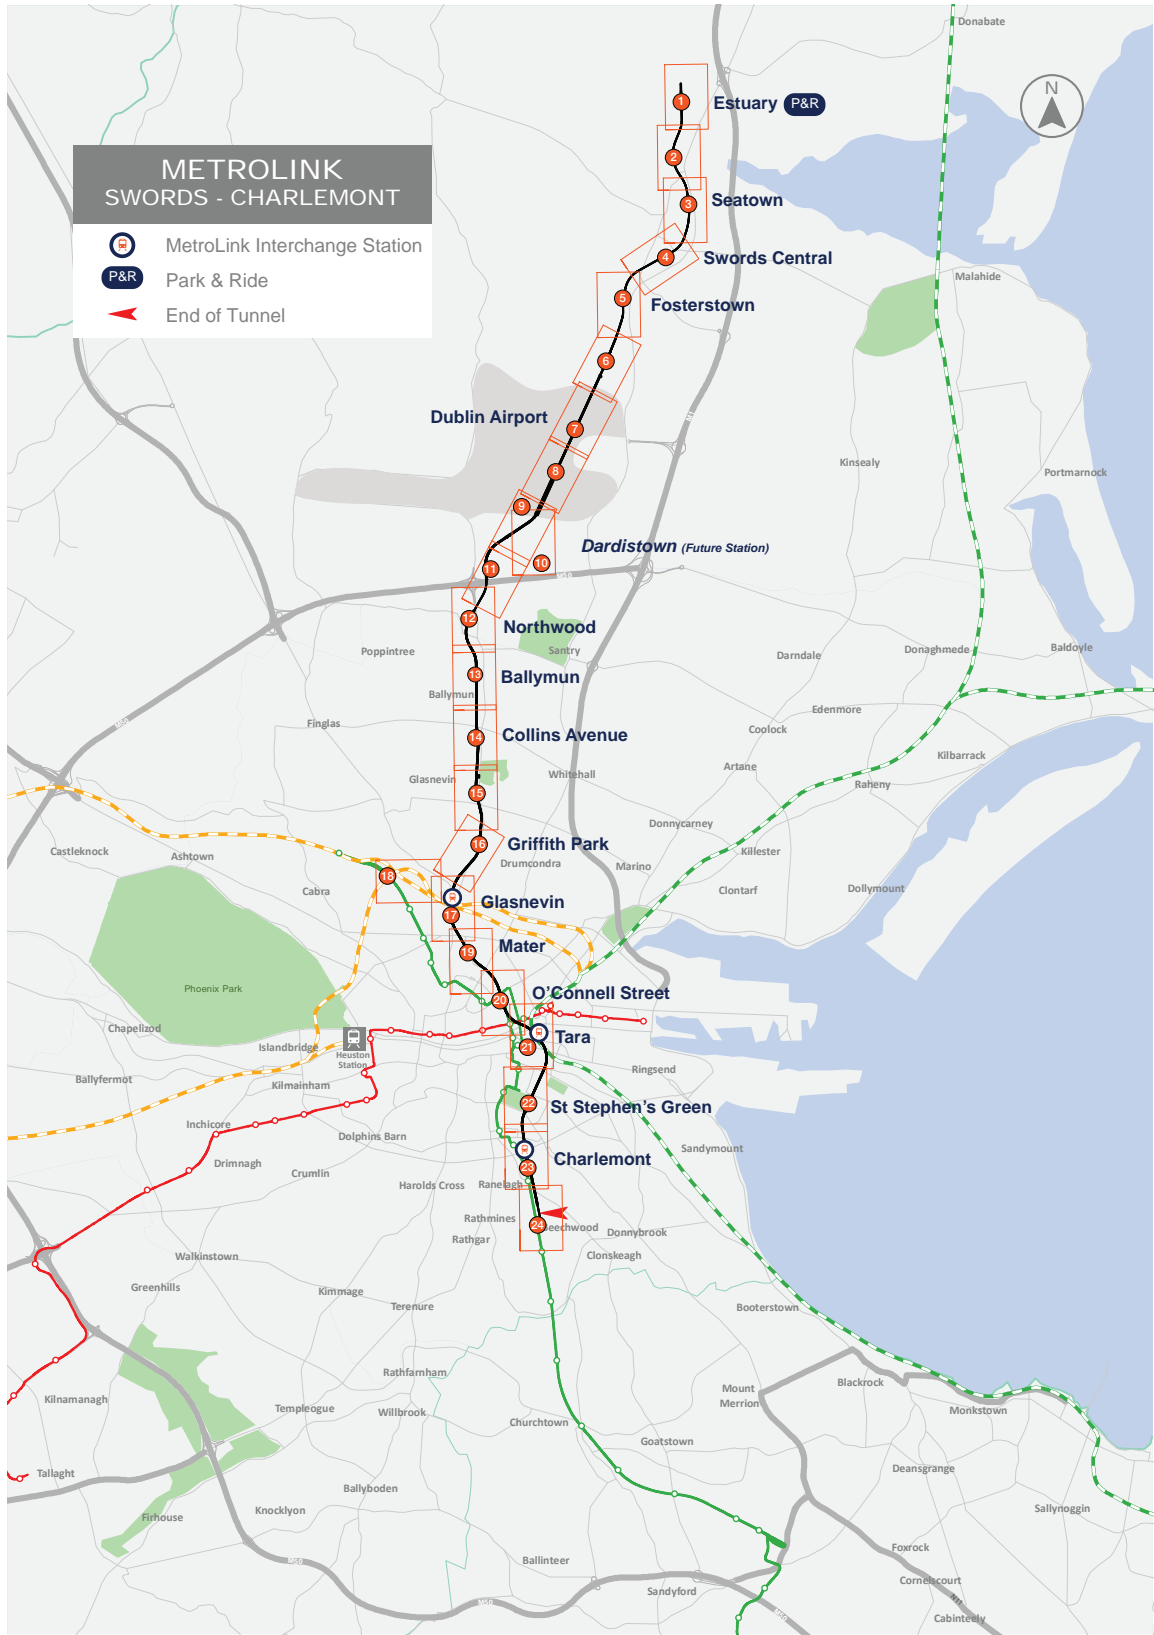 Donabate
N
1
Estuary P&R
METROLINK
SWORDS - CHARLEMONT
MetroLink Interchange Station
P&R Park & Ride
End of Tunnel
2
3
Seatown
4
Swords Central
Malahide
5
Fosterstown
6
M1
Dublin Airport
7
Kinsealy
8
Portmarnock
9
Dardistown (Future Station)
10
11
M50
12
Northwood
Poppintree
Santry
Darndale
Donaghmede
Baldoyle
13
Ballymun
Ballymun
Edenmore
M50
Finglas
14
Collins Avenue
Coolock
Kilbarrack
Artane
Glasnevin
Whitehall
Raheny
15
Donnycarney
16
Griffith Park
Castleknock
Ashtown
Killester
Drumcondra
Marino
18
Cabra
Clontarf
Dollymount
Glasnevin
17
Mater
19
Phoenix Park
O'Connell Street
20
Chapelizod
Tara
Islandbridge
Heuston
Station
21
Ringsend
Ballyfermot
Kilmainham
22
St Stephen's Green
Inchicore
Dolphins Barn
Sandymount
Drimnagh
Crumlin
Charlemont
23
Harolds Cross
Ranelagh
Rathmines
24
Beechwood
Donnybrook
Rathgar
Walkinstown
Clonskeagh
Greenhills
Kimmage
Terenure
Booterstown
Rathfarnham
Kilnamanagh
Mount
Merrion
Blackrock
Templeogue
Willbrook
Churchtown
Monkstown
Goatstown
Tallaght
Ballyboden
Deansgrange
Firhouse
Knocklyon
Sallynoggin
Foxrock
M50
Ballinteer
Cornelscourt
Sandyford
N11
M50
M50
Cabinteely